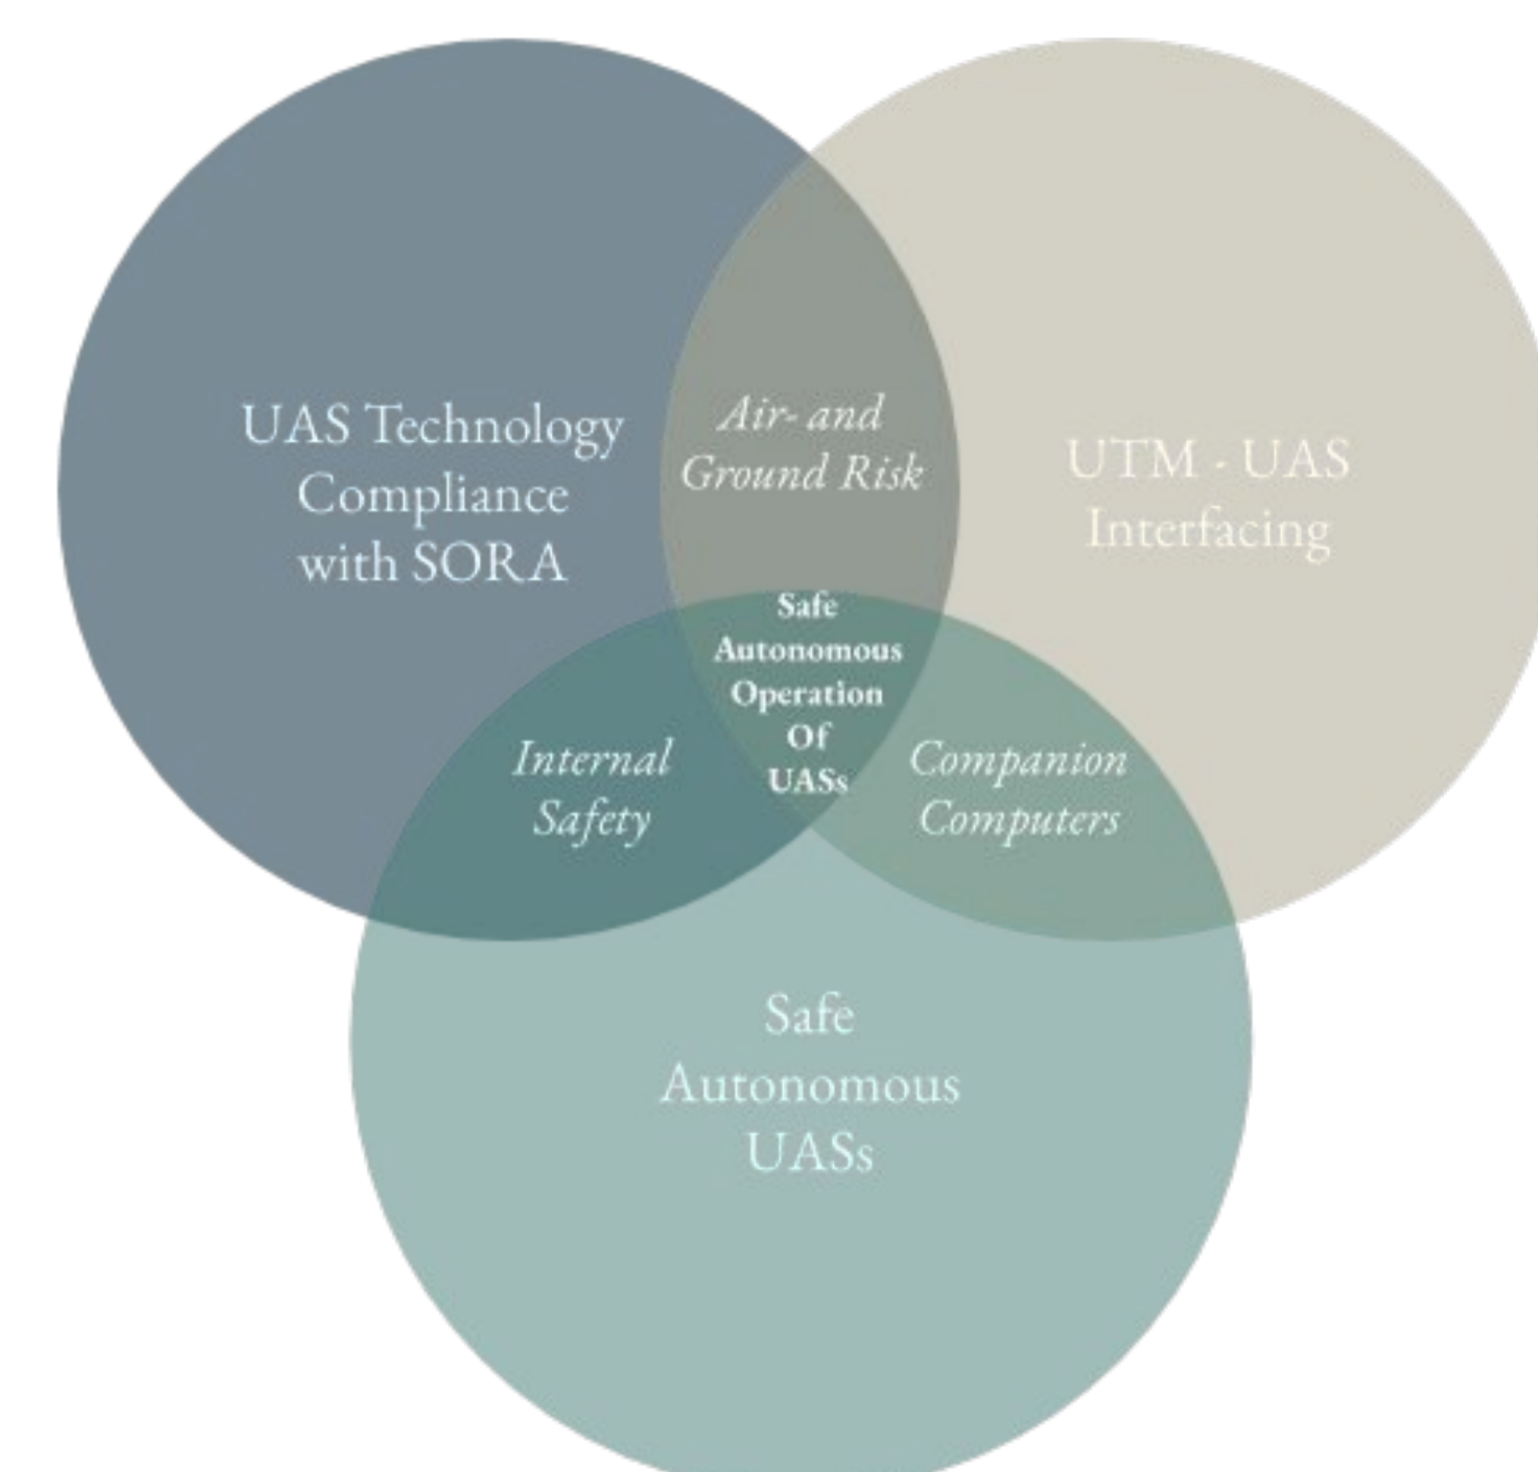 UAS Technology
Compliance
with SORA
Air- and
Ground Risk
UTM - UAS
Interfacing
Safe
Autonomous
Operation
Of
UASs
Internal
Safety
Companion
Computers
Safe
Autonomous
UASs